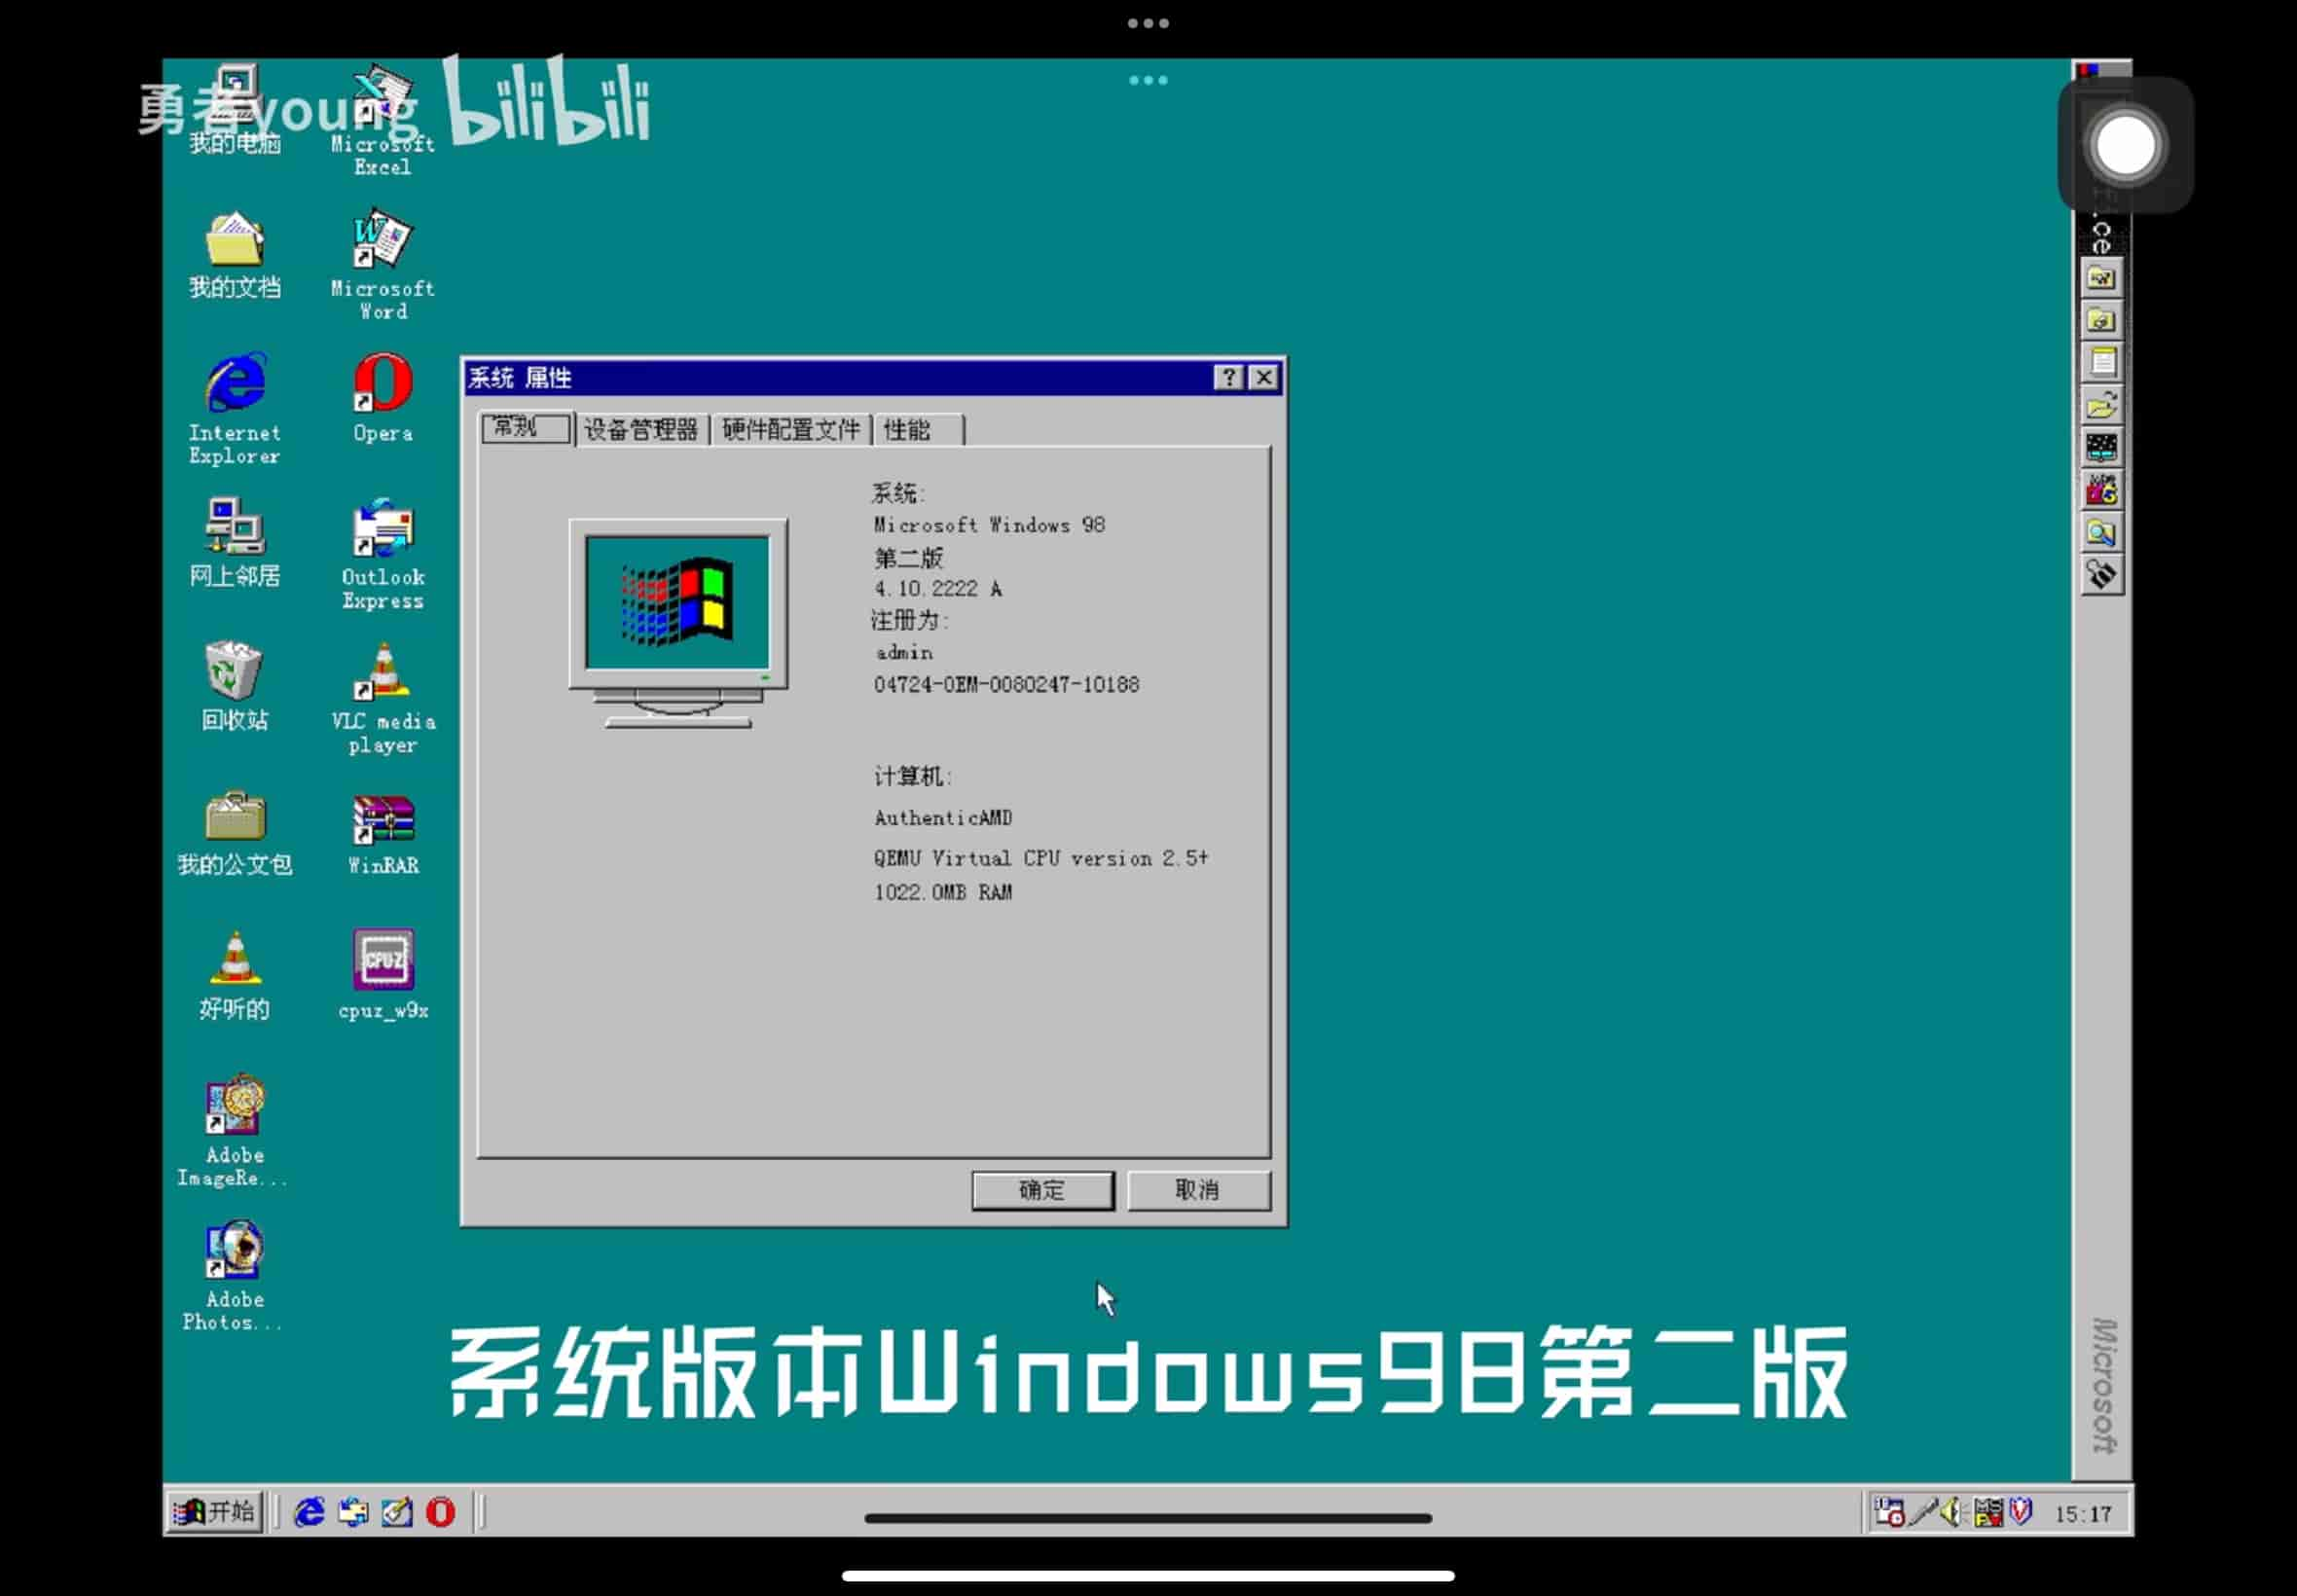 勇者young bilibili
我的电脑
Microsoft
Excel
我的文档
Microsoft
Word
Internet
Explorer
Opera
网上邻居
Outlook
Express
回收站
VLC media
player
我的公文包
WinRAR
好听的
cpuz_w9x
Adobe
ImageRe...
Adobe
Photos...
系统 属性
常规 设备管理器 硬件配置文件 性能
系统:
Microsoft Windows 98
第二版
4.10.2222 A
注册为:
admin
04724-OEM-0080247-10188
计算机:
AuthenticAMD
QEMU Virtual CPU version 2.5+
1022.0MB RAM
确定 取消
系统版本Windows98第二版
Microsoft
开始
15:17